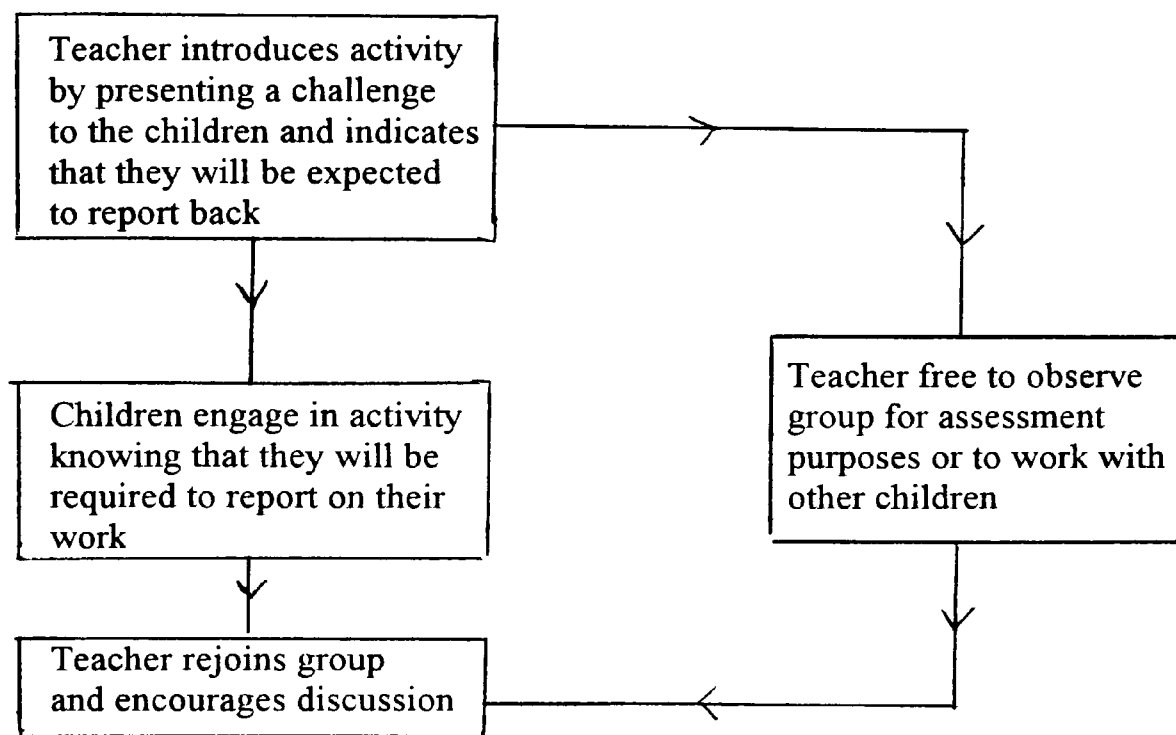 Teacher introduces activity
by presenting a challenge
to the children and indicates
that they will be expected
to report back
Children engage in activity
knowing that they will be
required to report on their
work
Teacher free to observe
group for assessment
purposes or to work with
other children
Teacher rejoins group
and encourages discussion